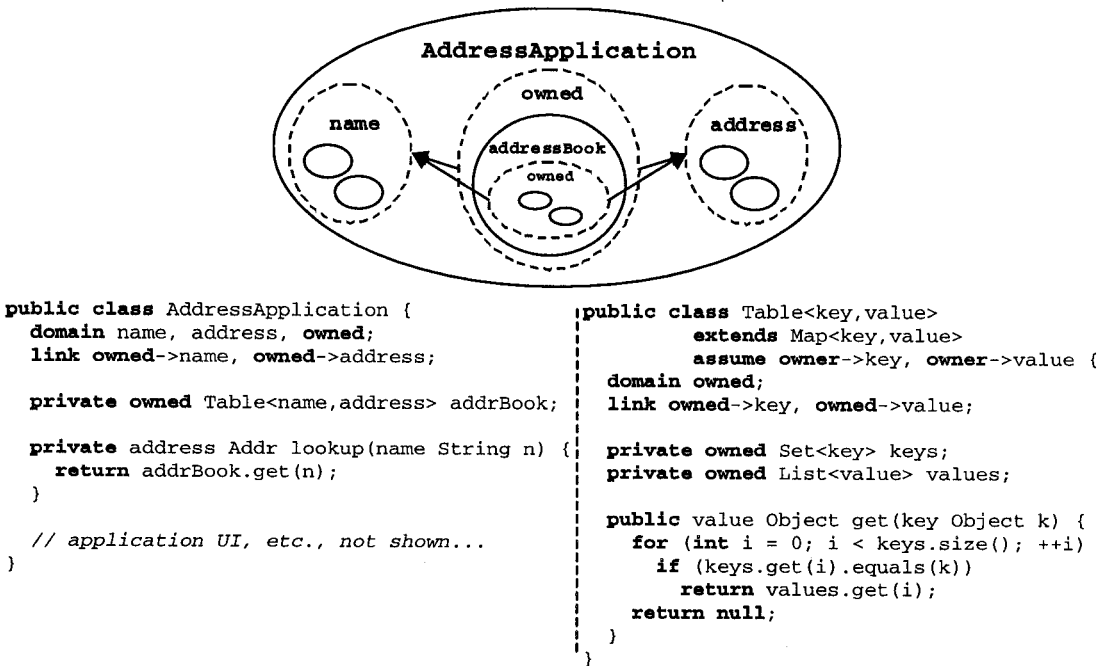 AddressApplication
owned
name
address
addressBook
owned
public class AddressApplication {
domain name, address, owned;
link owned->name, owned->address;
private owned Table<name,address> addrBook;
private address Addr lookup(name String n) {
return addrBook.get(n);
}
// application UI, etc., not shown...
}
public class Table<key,value>
extends Map<key,value>
assume owner->key, owner->value {
domain owned;
link owned->key, owned->value;
private owned Set<key> keys;
private owned List<value> values;
public value Object get(key Object k) {
for (int i = 0; i < keys.size(); ++i)
if (keys.get(i).equals(k))
return values.get(i);
return null;
}
}